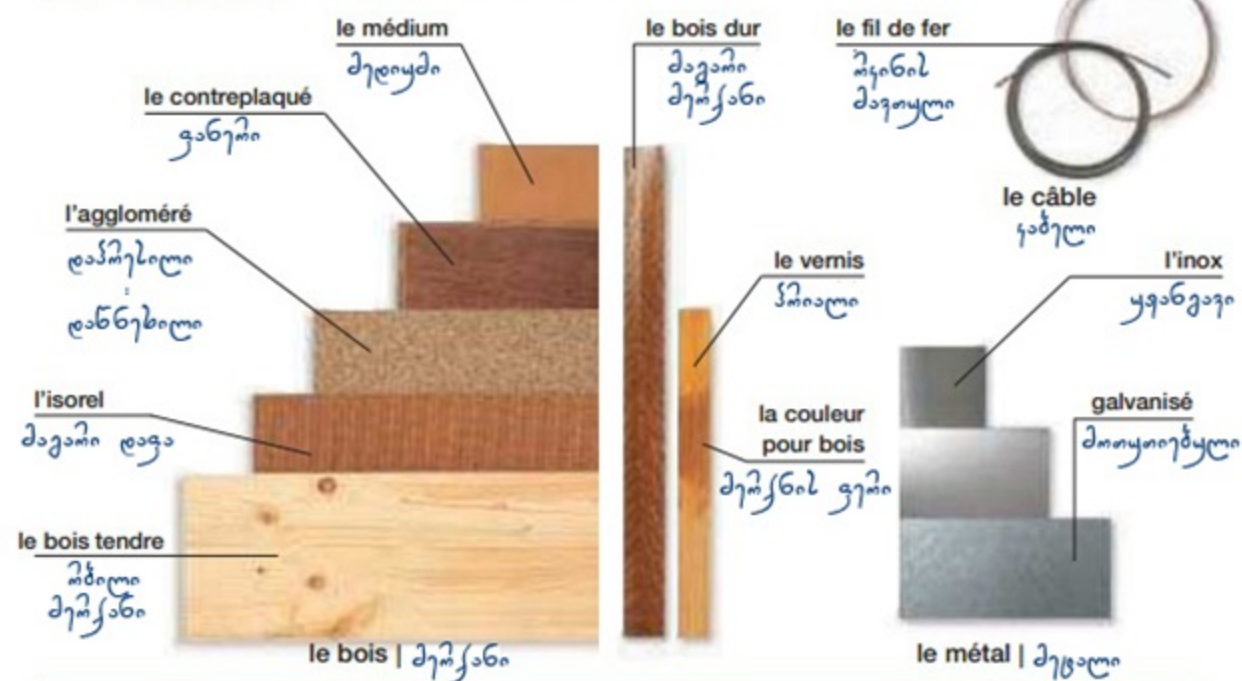 le médium
მედიუმი
le contreplaqué
ფანერი
l'aggloméré
დაპრესილი
:
დაწნეხილი
l'isorel
მაგარი დაფა
le bois tendre
რბილი
მერქანი
le bois | მერქანი
le bois dur
მაგარი
მერქანი
le vernis
პრიალი
la couleur
pour bois
მერქნის ფერი
le fil de fer
რკინის
მავთული
le câble
კაბელი
l'inox
უჟანგავი
galvanisé
მოთუთიებული
le métal | მეტალი